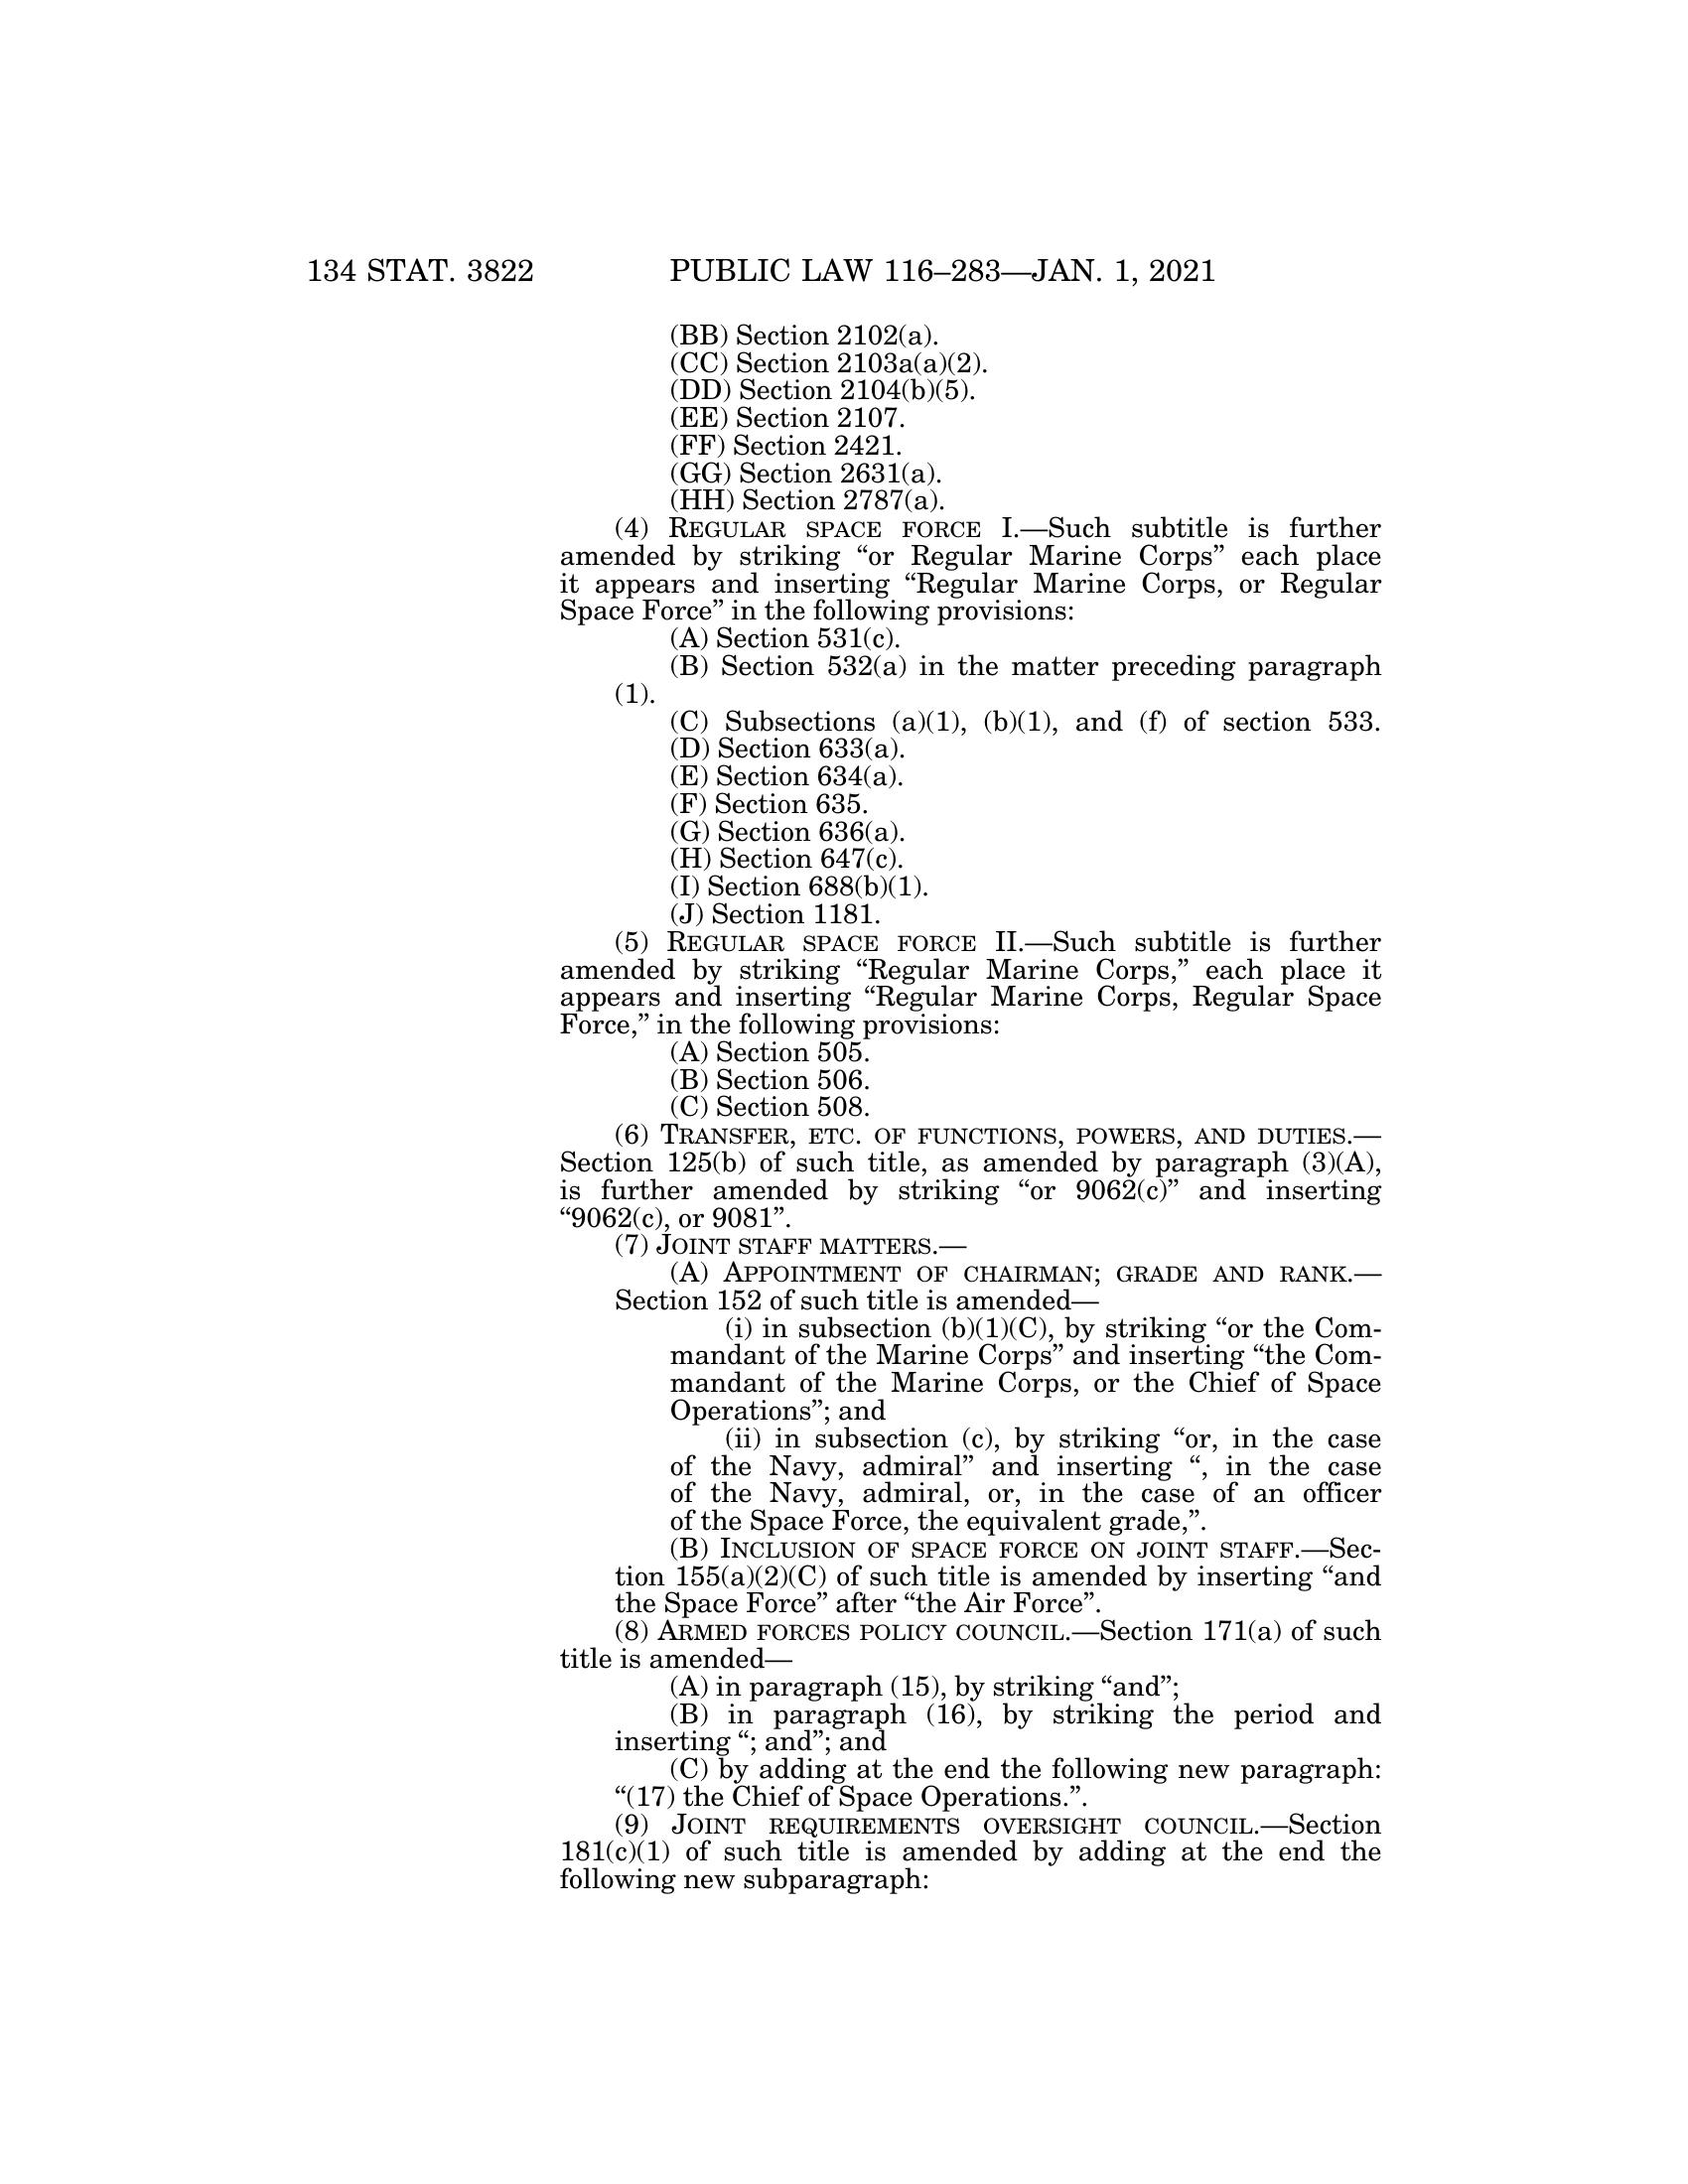 134 STAT. 3822 PUBLIC LAW 116–283—JAN. 1, 2021
(BB) Section 2102(a).
(CC) Section 2103a(a)(2).
(DD) Section 2104(b)(5).
(EE) Section 2107.
(FF) Section 2421.
(GG) Section 2631(a).
(HH) Section 2787(a).
(4) REGULAR SPACE FORCE I.—Such subtitle is further
amended by striking “or Regular Marine Corps” each place
it appears and inserting “Regular Marine Corps, or Regular
Space Force” in the following provisions:
(A) Section 531(c).
(B) Section 532(a) in the matter preceding paragraph
(1).
(C) Subsections (a)(1), (b)(1), and (f) of section 533.
(D) Section 633(a).
(E) Section 634(a).
(F) Section 635.
(G) Section 636(a).
(H) Section 647(c).
(I) Section 688(b)(1).
(J) Section 1181.
(5) REGULAR SPACE FORCE II.—Such subtitle is further
amended by striking “Regular Marine Corps,” each place it
appears and inserting “Regular Marine Corps, Regular Space
Force,” in the following provisions:
(A) Section 505.
(B) Section 506.
(C) Section 508.
(6) TRANSFER, ETC. OF FUNCTIONS, POWERS, AND DUTIES.—
Section 125(b) of such title, as amended by paragraph (3)(A),
is further amended by striking “or 9062(c)” and inserting
“9062(c), or 9081”.
(7) JOINT STAFF MATTERS.—
(A) APPOINTMENT OF CHAIRMAN; GRADE AND RANK.—
Section 152 of such title is amended—
(i) in subsection (b)(1)(C), by striking “or the Com-
mandant of the Marine Corps” and inserting “the Com-
mandant of the Marine Corps, or the Chief of Space
Operations”; and
(ii) in subsection (c), by striking “or, in the case
of the Navy, admiral” and inserting “, in the case
of the Navy, admiral, or, in the case of an officer
of the Space Force, the equivalent grade,”.
(B) INCLUSION OF SPACE FORCE ON JOINT STAFF.—Sec-
tion 155(a)(2)(C) of such title is amended by inserting “and
the Space Force” after “the Air Force”.
(8) ARMED FORCES POLICY COUNCIL.—Section 171(a) of such
title is amended—
(A) in paragraph (15), by striking “and”;
(B) in paragraph (16), by striking the period and
inserting “; and”; and
(C) by adding at the end the following new paragraph:
“(17) the Chief of Space Operations.”.
(9) JOINT REQUIREMENTS OVERSIGHT COUNCIL.—Section
181(c)(1) of such title is amended by adding at the end the
following new subparagraph: